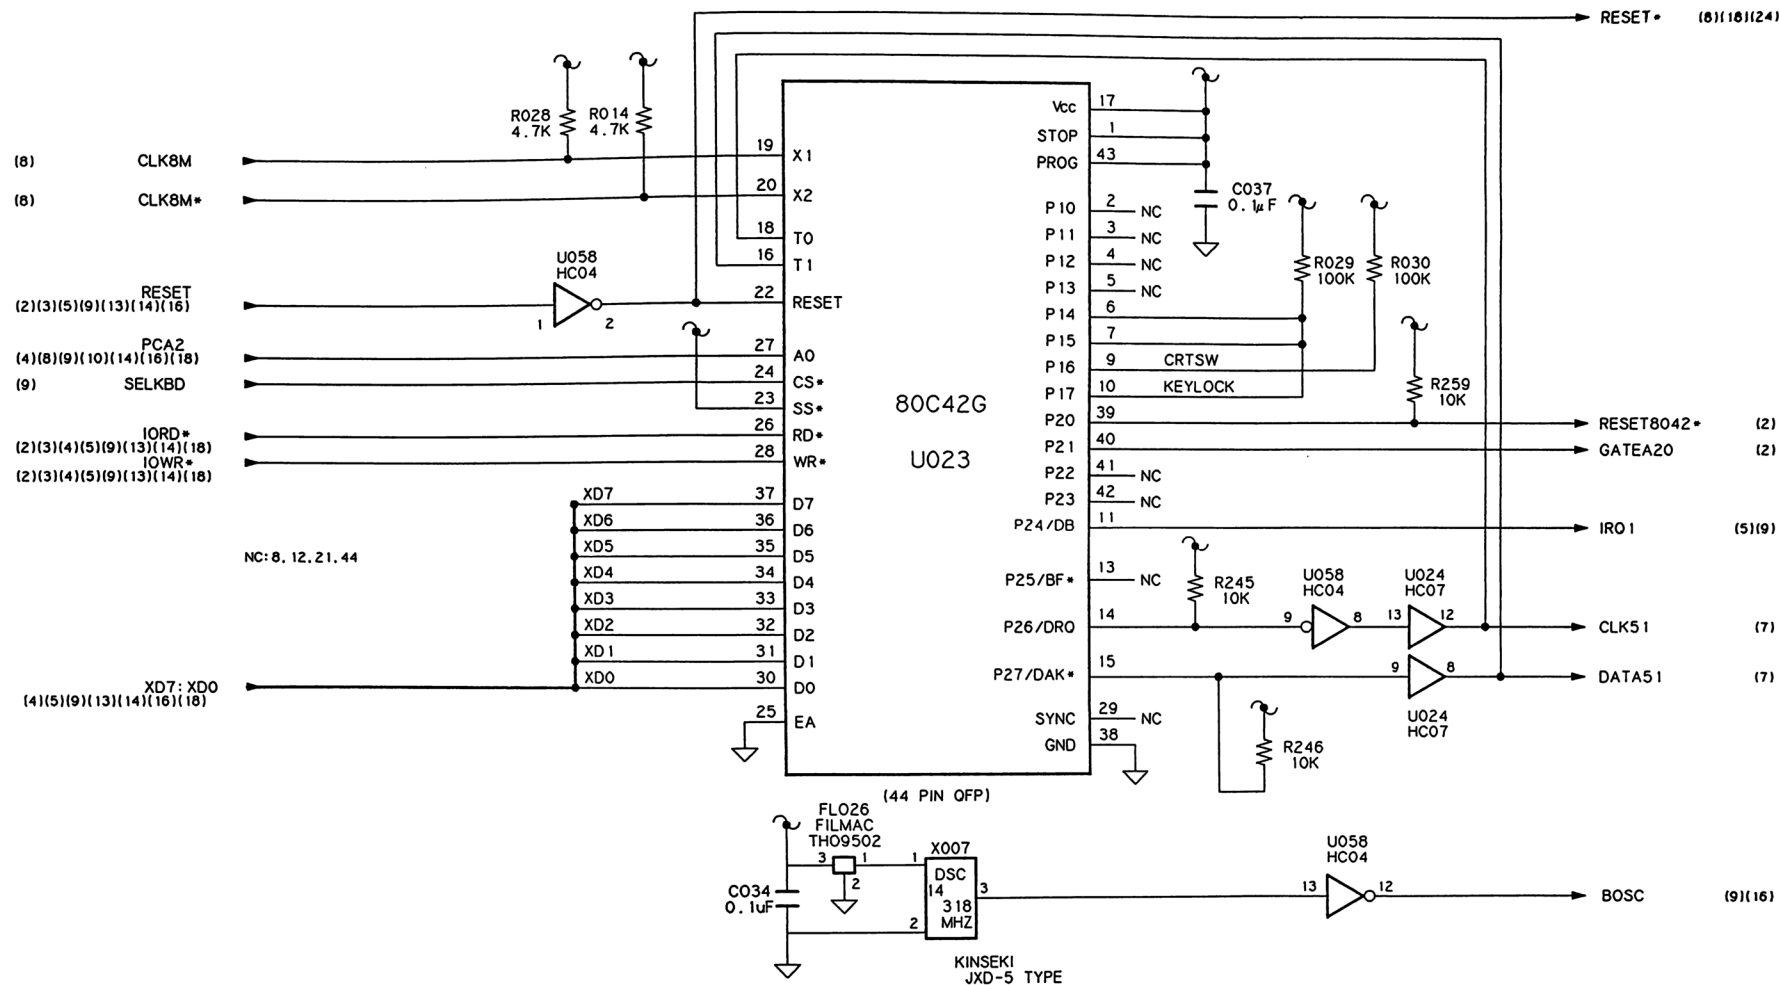 RESET* (8)(18)(24)
R028
4.7K
R014
4.7K
(8) CLK8M
19 X1
(8) CLK8M*
20 X2
18 T0
16 T1
U058
HC04
RESET
(2)(3)(5)(9)(13)(14)(16)
1 2
22 RESET
PCA2
(4)(8)(9)(10)(14)(16)(18)
27 A0
(9) SELKBD
24 CS*
23 SS*
IORD*
(2)(3)(4)(5)(9)(13)(14)(18)
26 RD*
IOWR*
(2)(3)(4)(5)(9)(13)(14)(18)
28 WR*
XD7 37 D7
XD6 36 D6
XD5 35 D5
XD4 34 D4
XD3 33 D3
XD2 32 D2
XD1 31 D1
XD0 30 D0
NC:8,12,21,44
XD7:XD0
(4)(5)(9)(13)(14)(16)(18)
25 EA
80C42G
U023
(44 PIN QFP)
Vcc 17
STOP 1
PROG 43
C037
0.1µF
P10 2 NC
P11 3 NC
P12 4 NC
P13 5 NC
P14 6
P15 7
P16 9 CRTSW
P17 10 KEYLOCK
R029
100K
R030
100K
R259
10K
P20 39 RESET8042* (2)
P21 40 GATEA20 (2)
P22 41 NC
P23 42 NC
P24/DB 11 IRQ1 (5)(9)
P25/BF* 13 NC
R245
10K
U058
HC04
U024
HC07
P26/DRQ 14 9 8 13 12 CLK51 (7)
P27/DAK* 15 9 8 DATA51 (7)
U024
HC07
SYNC 29 NC
GND 38
R246
10K
FL026
FILMAC
TH09502
3 1
2
C034
0.1uF
X007
1
DSC
14
318
MHZ
3
2
KINSEKI
JXD-5 TYPE
U058
HC04
13 12 BOSC (9)(16)